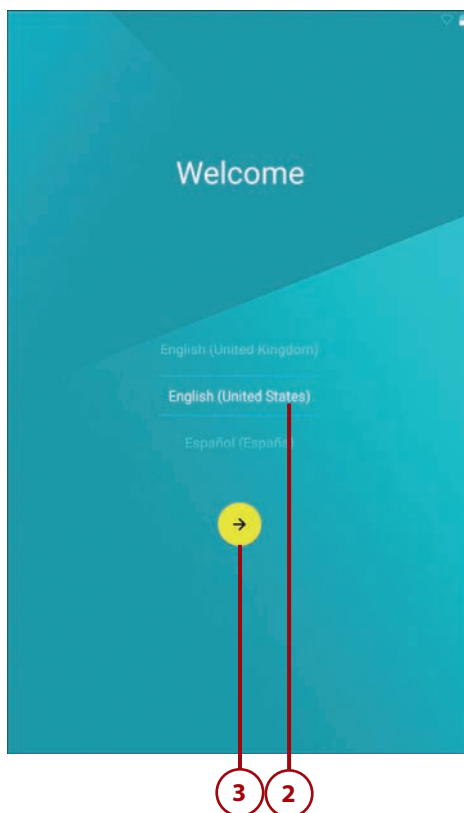 Welcome
English (United Kingdom)
English (United States)
Español (España)
3 2